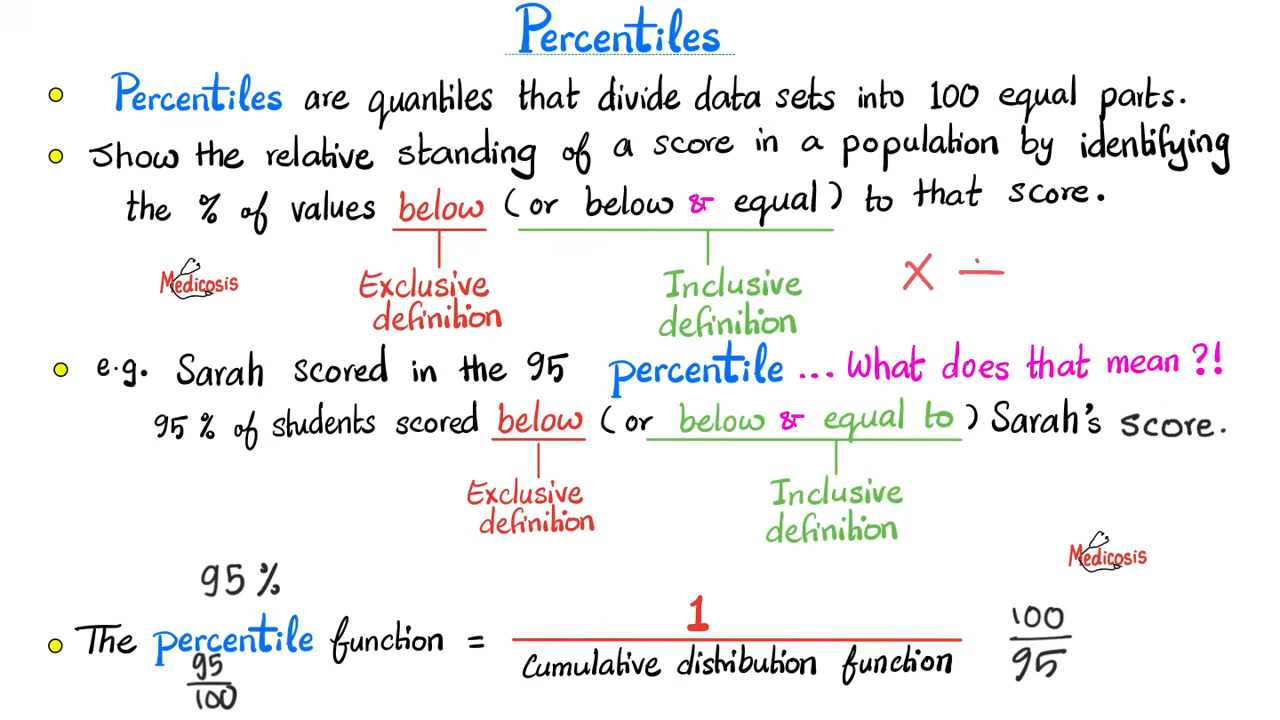 Percentiles
Percentiles are quantiles that divide data sets into 100 equal parts.
Show the relative standing of a score in a population by identifying
the % of values below (or below & equal) to that score.
Medicosis
Exclusive
definition
Inclusive
definition
× ÷
e.g. Sarah scored in the 95 percentile ... What does that mean ?!
95 % of students scored below (or below & equal to) Sarah's score.
Exclusive
definition
Inclusive
definition
Medicosis
95 %
The percentile function = 1
Cumulative distribution function
95
100
100
95